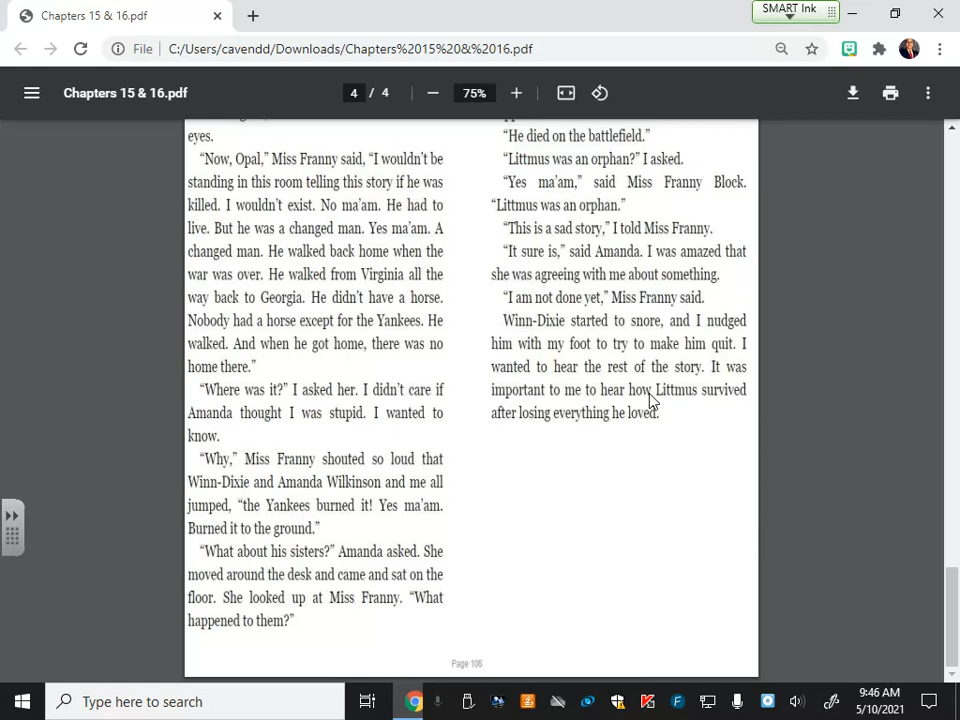 Chapters 15 & 16.pdf
SMART Ink
File
C:/Users/cavendd/Downloads/Chapters%2015%20&%2016.pdf
Chapters 15 & 16.pdf
4 / 4
75%
eyes.
“Now, Opal,” Miss Franny said, “I wouldn’t be
standing in this room telling this story if he was
killed. I wouldn’t exist. No ma’am. He had to
live. But he was a changed man. Yes ma’am. A
changed man. He walked back home when the
war was over. He walked from Virginia all the
way back to Georgia. He didn’t have a horse.
Nobody had a horse except for the Yankees. He
walked. And when he got home, there was no
home there.”
“Where was it?” I asked her. I didn’t care if
Amanda thought I was stupid. I wanted to
know.
“Why,” Miss Franny shouted so loud that
Winn-Dixie and Amanda Wilkinson and me all
jumped, “the Yankees burned it! Yes ma’am.
Burned it to the ground.”
“What about his sisters?” Amanda asked. She
moved around the desk and came and sat on the
floor. She looked up at Miss Franny. “What
happened to them?”
“He died on the battlefield.”
“Littmus was an orphan?” I asked.
“Yes ma’am,” said Miss Franny Block.
“Littmus was an orphan.”
“This is a sad story,” I told Miss Franny.
“It sure is,” said Amanda. I was amazed that
she was agreeing with me about something.
“I am not done yet,” Miss Franny said.
Winn-Dixie started to snore, and I nudged
him with my foot to try to make him quit. I
wanted to hear the rest of the story. It was
important to me to hear how Littmus survived
after losing everything he loved.
Page 106
Type here to search
9:46 AM
5/10/2021